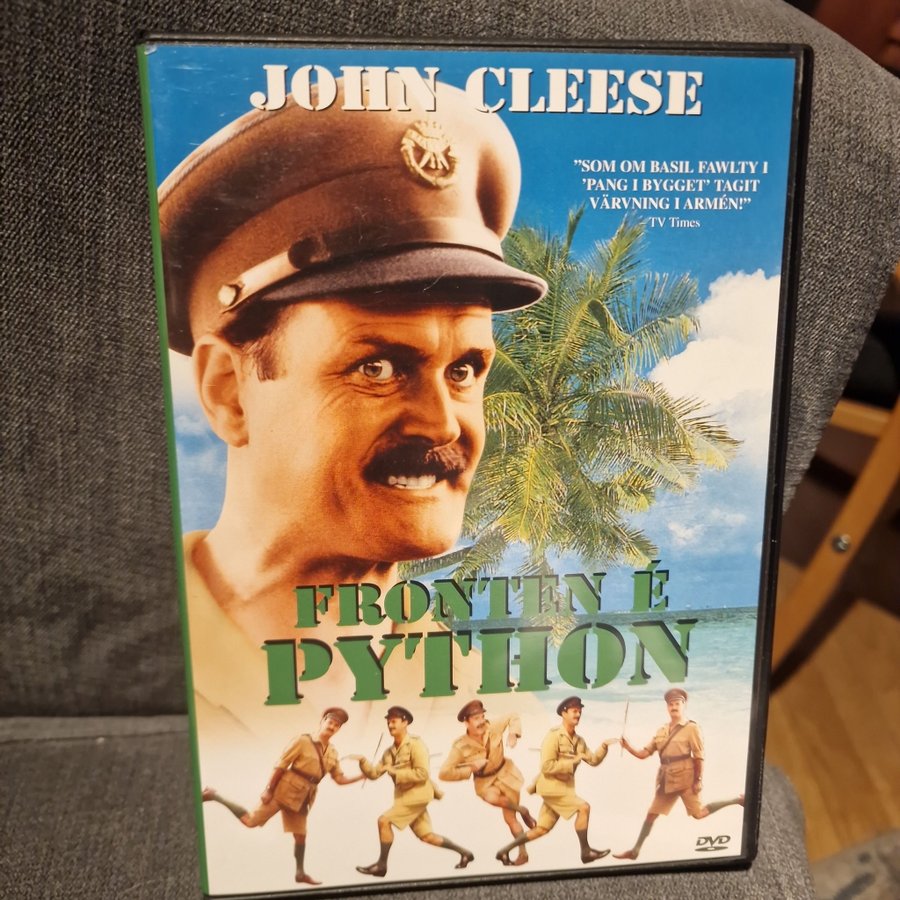 JOHN CLEESE
"SOM OM BASIL FAWLTY I
'PANG I BYGGET' TAGIT
VÄRVNING I ARMÉN!"
– TV Times
FRONTEN É
PYTHON
DVD